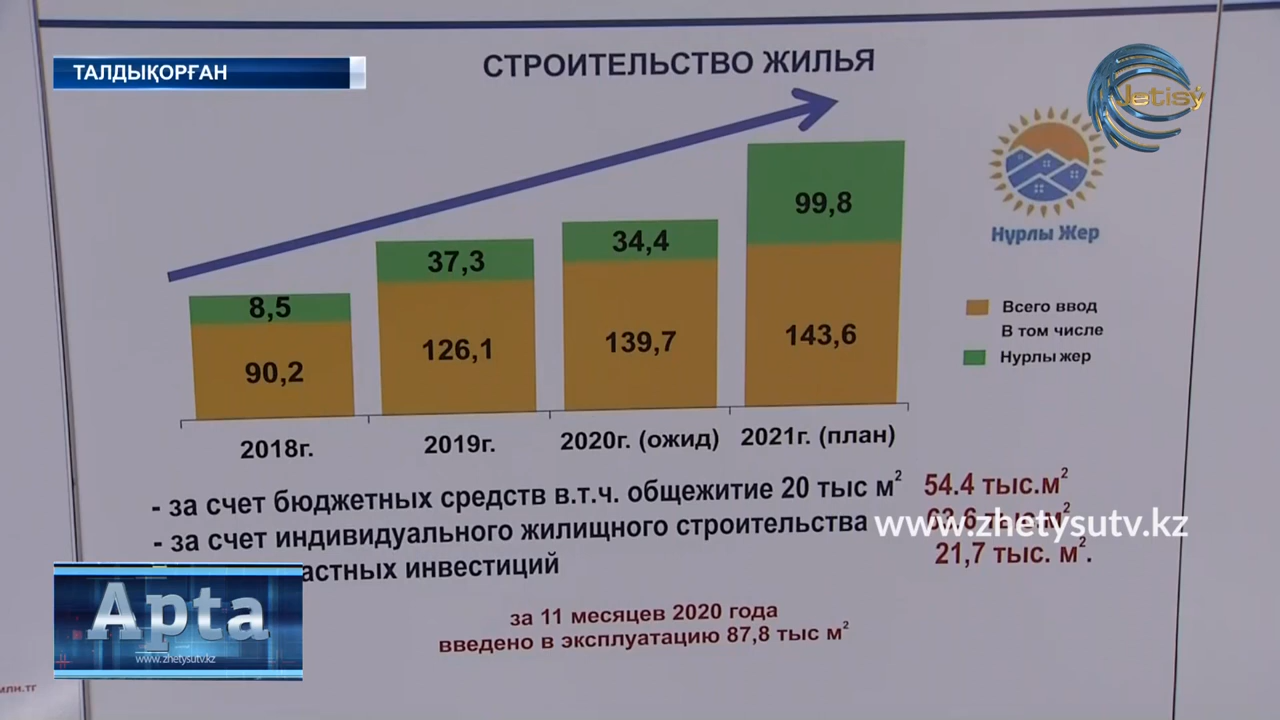 ТАЛДЫҚОРҒАН
СТРОИТЕЛЬСТВО ЖИЛЬЯ
Jetisý
Нұрлы Жер
99,8
8,5
37,3
34,4
90,2
126,1
139,7
143,6
Всего ввод
В том числе
Нурлы жер
2018г.
2019г.
2020г. (ожид)
2021г. (план)
- за счет бюджетных средств в.т.ч. общежитие 20 тыс м² 54.4 тыс.м²
- за счет индивидуального жилищного строительства
www.zhetysutv.kz
инвестиций 21,7 тыс. м².
за 11 месяцев 2020 года
введено в эксплуатацию 87,8 тыс м²
Apta
www.zhetysutv.kz
млн.тг